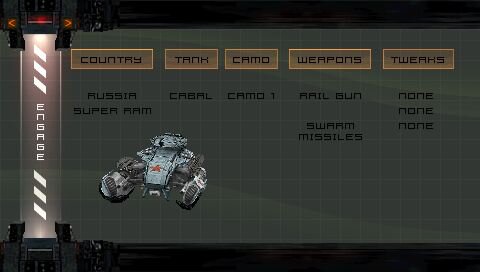 COUNTRY TANK CAMO WEAPONS TWEAKS
RUSSIA CABAL CAMO 1 RAIL GUN NONE
SUPER RAM NONE
SWARM NONE
MISSILES
ENGAGE